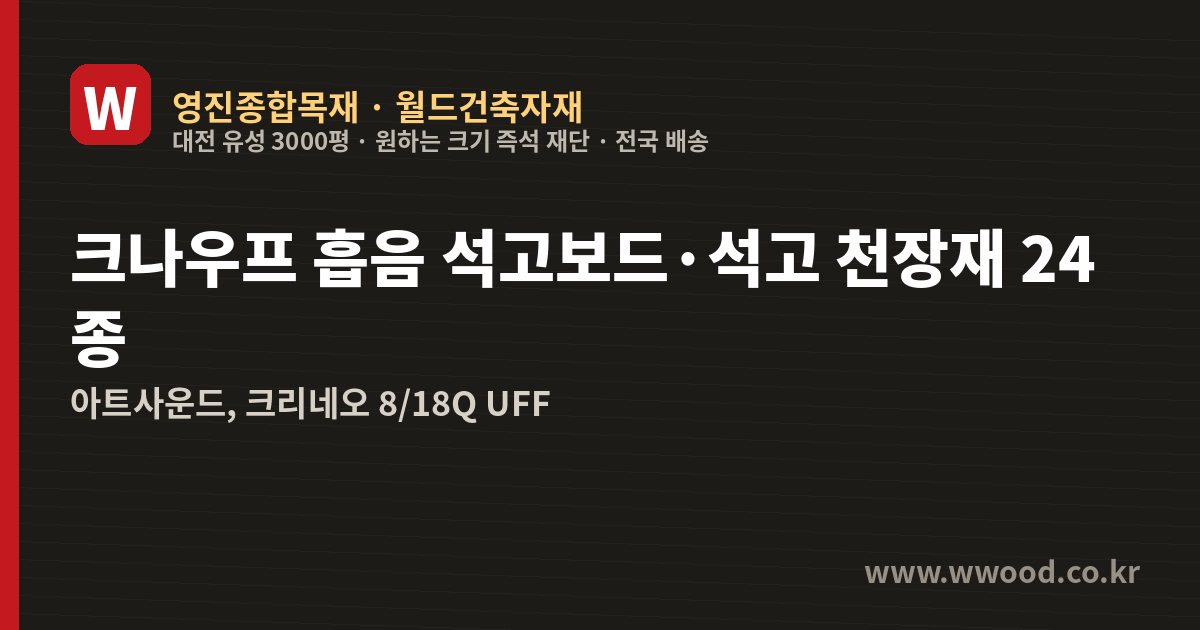 W
영진종합목재 · 월드건축자재
대전 유성 3000평 · 원하는 크기 즉석 재단 · 전국 배송
크나우프 흡음 석고보드·석고 천장재 24
종
아트사운드, 크리네오 8/18Q UFF
www.wwood.co.kr